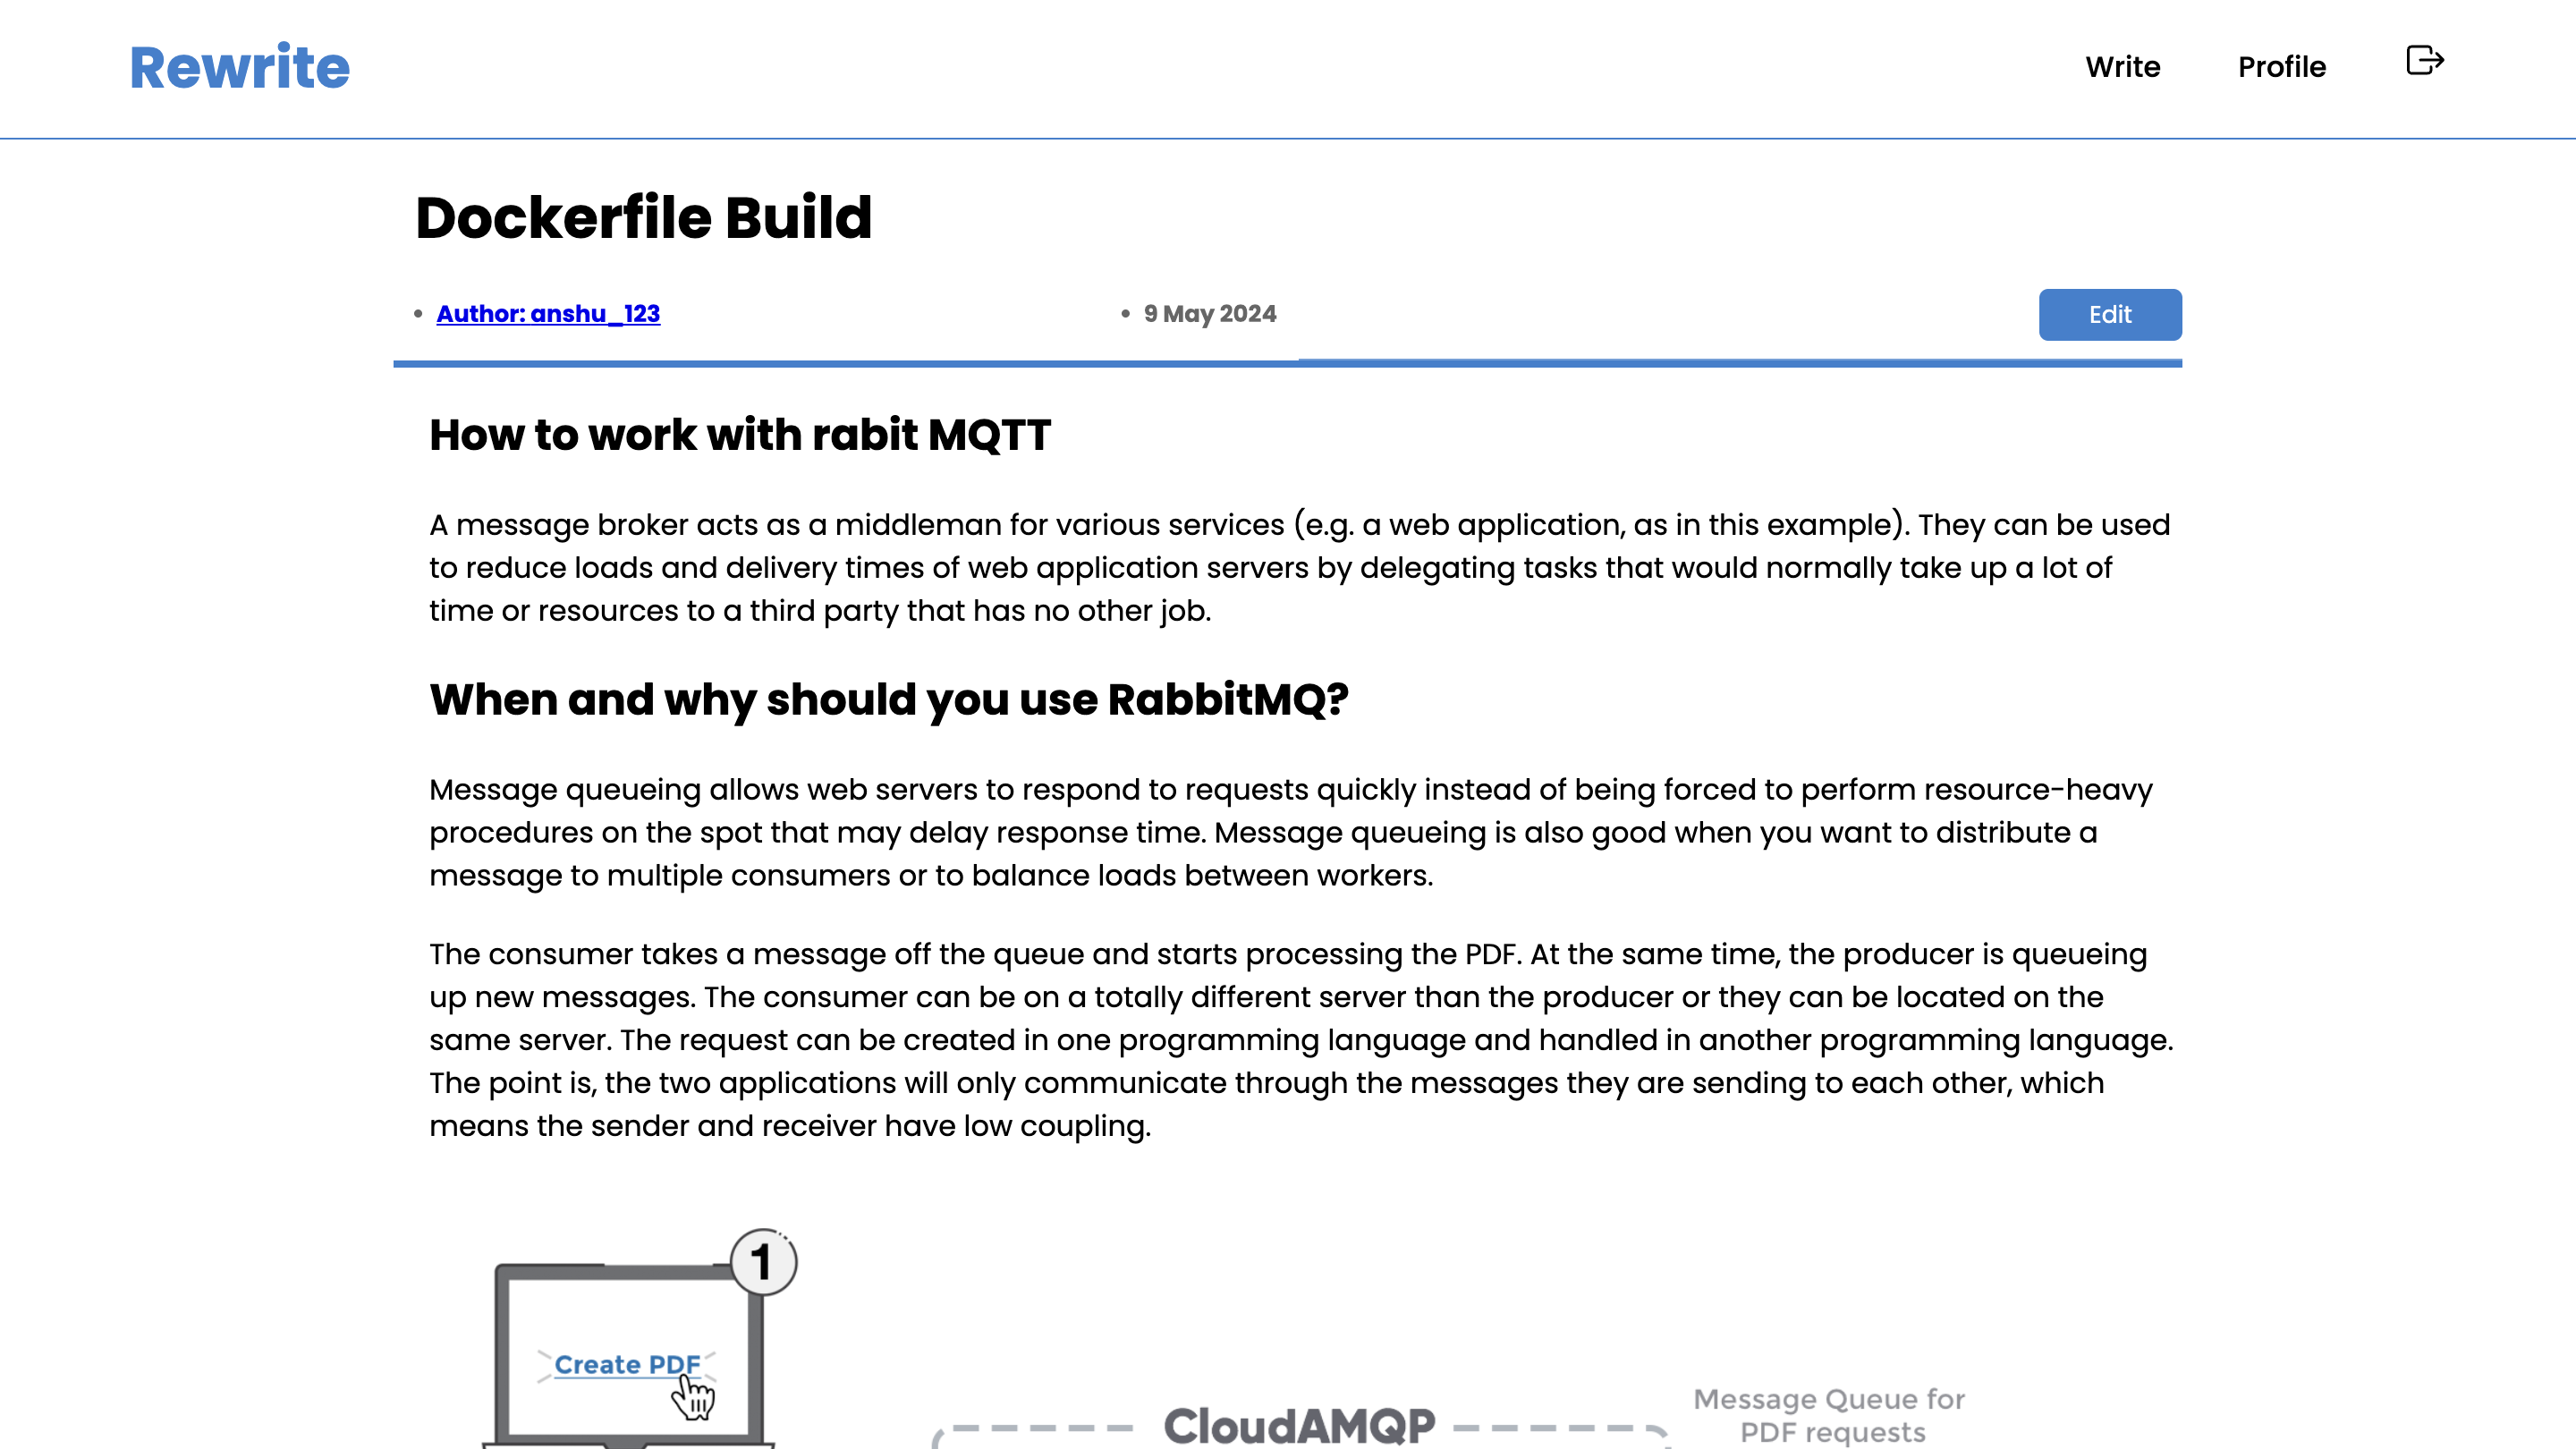 Rewrite
Write
Profile
Dockerfile Build
Author: anshu_123
9 May 2024
Edit
How to work with rabit MQTT
A message broker acts as a middleman for various services (e.g. a web application, as in this example). They can be used
to reduce loads and delivery times of web application servers by delegating tasks that would normally take up a lot of
time or resources to a third party that has no other job.
When and why should you use RabbitMQ?
Message queueing allows web servers to respond to requests quickly instead of being forced to perform resource-heavy
procedures on the spot that may delay response time. Message queueing is also good when you want to distribute a
message to multiple consumers or to balance loads between workers.
The consumer takes a message off the queue and starts processing the PDF. At the same time, the producer is queueing
up new messages. The consumer can be on a totally different server than the producer or they can be located on the
same server. The request can be created in one programming language and handled in another programming language.
The point is, the two applications will only communicate through the messages they are sending to each other, which
means the sender and receiver have low coupling.
1
Create PDF
CloudAMQP
Message Queue for
PDF requests